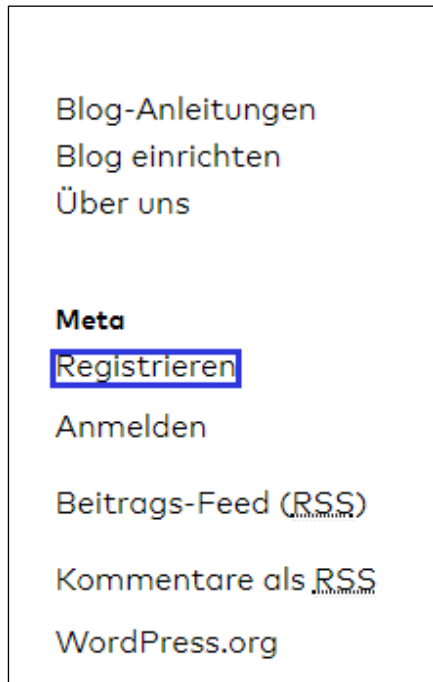 Blog-Anleitungen
Blog einrichten
Über uns
Meta
Registrieren
Anmelden
Beitrags-Feed (RSS)
Kommentare als RSS
WordPress.org